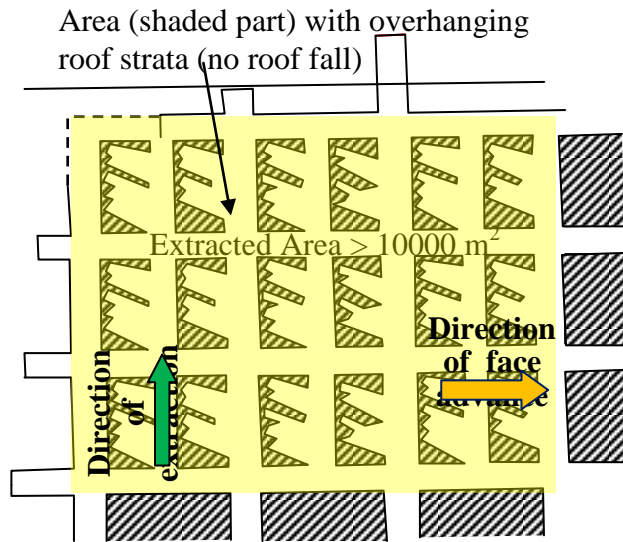 Area (shaded part) with overhanging
roof strata (no roof fall)
Extracted Area > 10000 m²
Direction
of face
advance
Direction
of
extraction